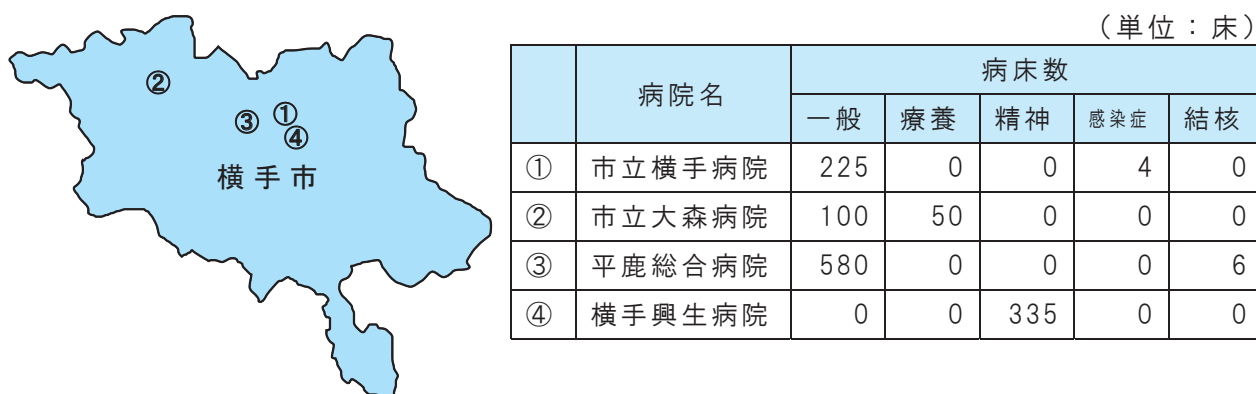 ②
③
①
④
横手市
（単位：床）
病院名 病床数
一般 療養 精神 感染症 結核
① 市立横手病院 225 0 0 4 0
② 市立大森病院 100 50 0 0 0
③ 平鹿総合病院 580 0 0 0 6
④ 横手興生病院 0 0 335 0 0